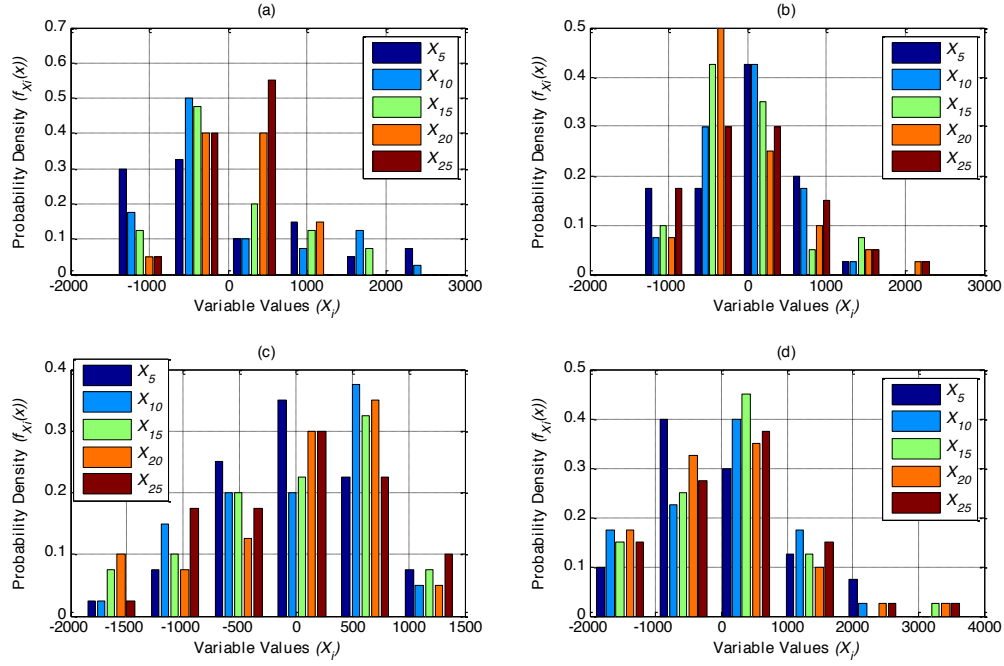 (a)
0.7
0.6
0.5
0.4
0.3
0.2
0.1
0
-2000 -1000 0 1000 2000 3000
Probability Density (fXi(x))
Variable Values (Xi)
X5
X10
X15
X20
X25
(b)
0.5
0.4
0.3
0.2
0.1
0
-2000 -1000 0 1000 2000 3000
Probability Density (fXi(x))
Variable Values (Xi)
X5
X10
X15
X20
X25
(c)
0.4
0.3
0.2
0.1
0
-2000 -1500 -1000 -500 0 500 1000 1500
Probability Density (fXi(x))
Variable Values (Xi)
X5
X10
X15
X20
X25
(d)
0.5
0.4
0.3
0.2
0.1
0
-2000 -1000 0 1000 2000 3000 4000
Probability Density (fXi(x))
Variable Values (Xi)
X5
X10
X15
X20
X25